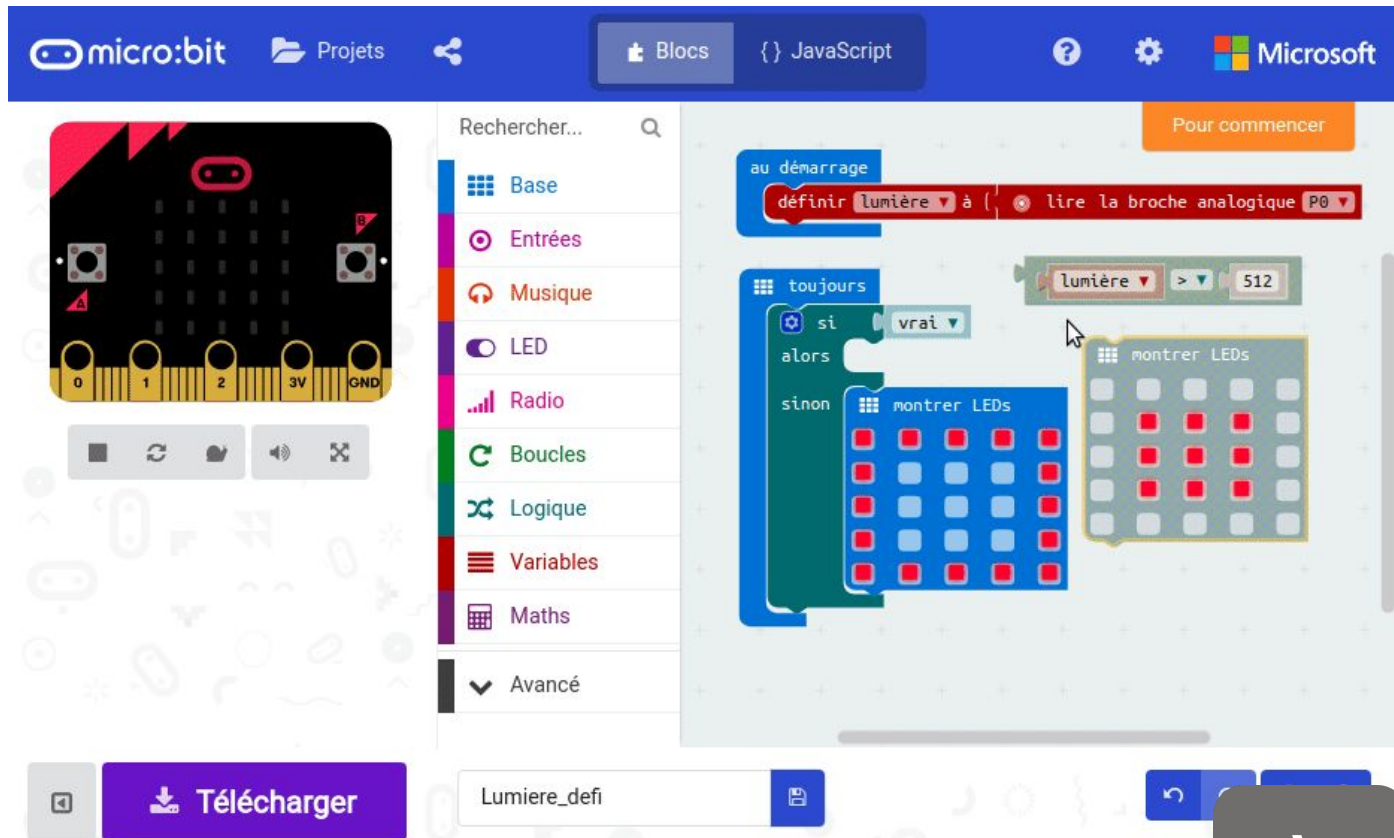 micro:bit Projets Blocs {} JavaScript ? Microsoft
Rechercher...
Pour commencer
Base
Entrées
Musique
LED
Radio
Boucles
Logique
Variables
Maths
Avancé
A
B
0 1 2 3V GND
au démarrage
définir lumière à ( lire la broche analogique P0
lumière > 512
toujours
si vrai
alors
sinon
montrer LEDs
montrer LEDs
Télécharger
Lumiere_defi